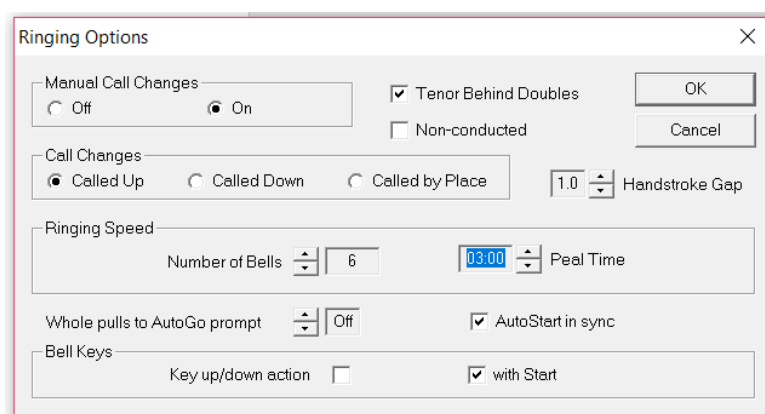 Ringing Options
Manual Call Changes
Off On
Tenor Behind Doubles
OK
Non-conducted
Cancel
Call Changes
Called Up Called Down Called by Place
1.0 Handstroke Gap
Ringing Speed
Number of Bells 6 03:00 Peal Time
Whole pulls to AutoGo prompt Off AutoStart in sync
Bell Keys
Key up/down action with Start